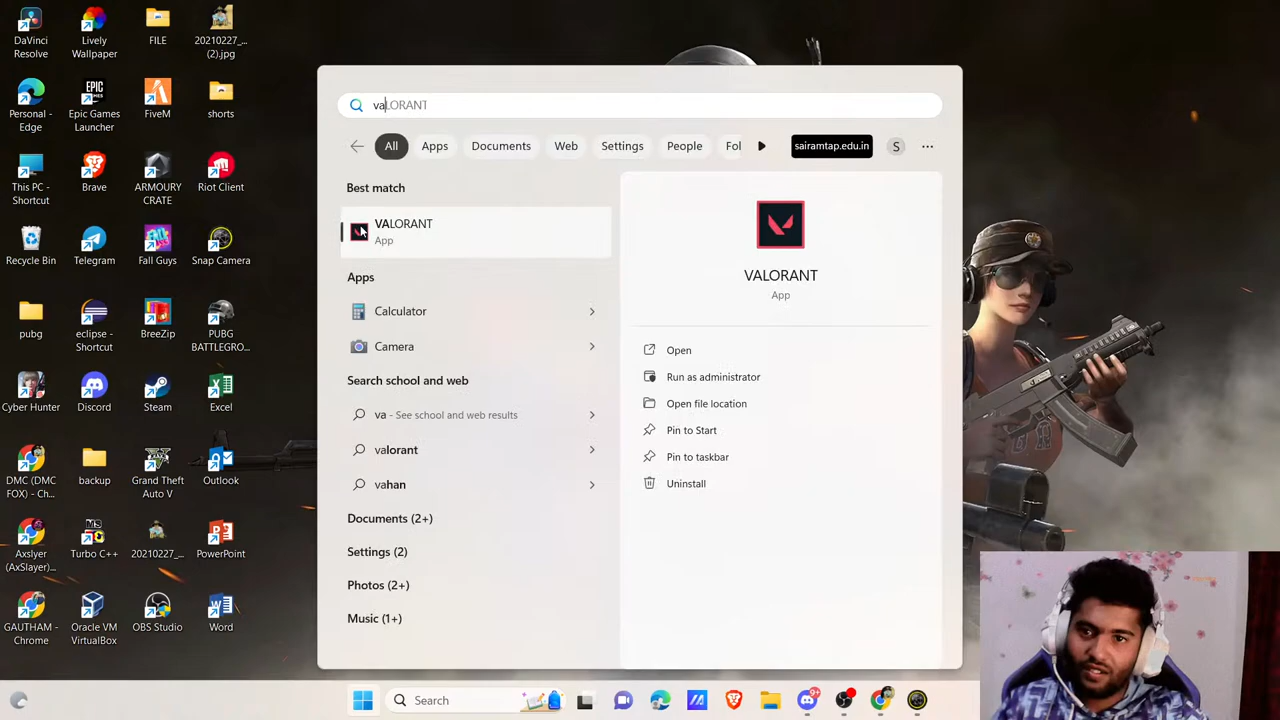 DaVinci
Resolve
Lively
Wallpaper
FILE
20210227_...
(2).jpg
Personal -
Edge
Epic Games
Launcher
FiveM
shorts
This PC -
Shortcut
Brave
ARMOURY
CRATE
Riot Client
Recycle Bin
Telegram
Fall Guys
Snap Camera
pubg
eclipse -
Shortcut
BreeZip
PUBG
BATTLEGRO...
Cyber Hunter
Discord
Steam
Excel
DMC (DMC
FOX) - Ch...
backup
Grand Theft
Auto V
Outlook
Axslyer
(AxSlayer)...
Turbo C++
20210227_...
PowerPoint
GAUTHAM -
Chrome
Oracle VM
VirtualBox
OBS Studio
Word
vaLORANT
All
Apps
Documents
Web
Settings
People
Fol
sairamtap.edu.in
S
Best match
VALORANT
App
Apps
Calculator
Camera
Search school and web
va - See school and web results
valorant
vahan
Documents (2+)
Settings (2)
Photos (2+)
Music (1+)
VALORANT
App
Open
Run as administrator
Open file location
Pin to Start
Pin to taskbar
Uninstall
Search
9+